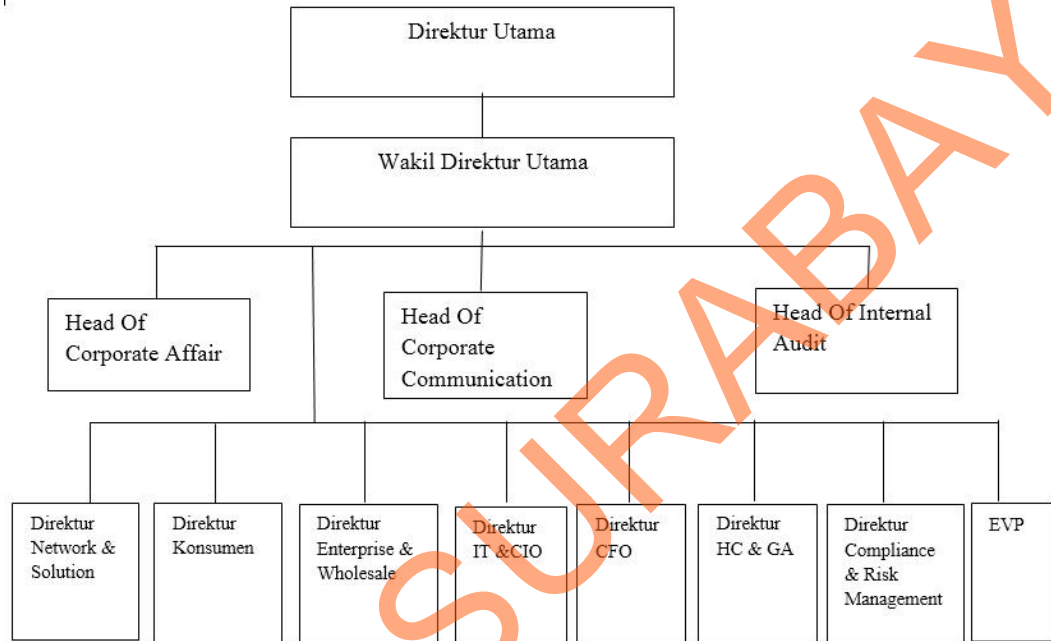 Direktur Utama
Wakil Direktur Utama
Head Of
Corporate Affair
Head Of
Corporate
Communication
Head Of Internal
Audit
Direktur
Network &
Solution
Direktur
Konsumen
Direktur
Enterprise &
Wholesale
Direktur
IT &CIO
Direktur
CFO
Direktur
HC & GA
Direktur
Compliance
& Risk
Management
EVP
SURABAY